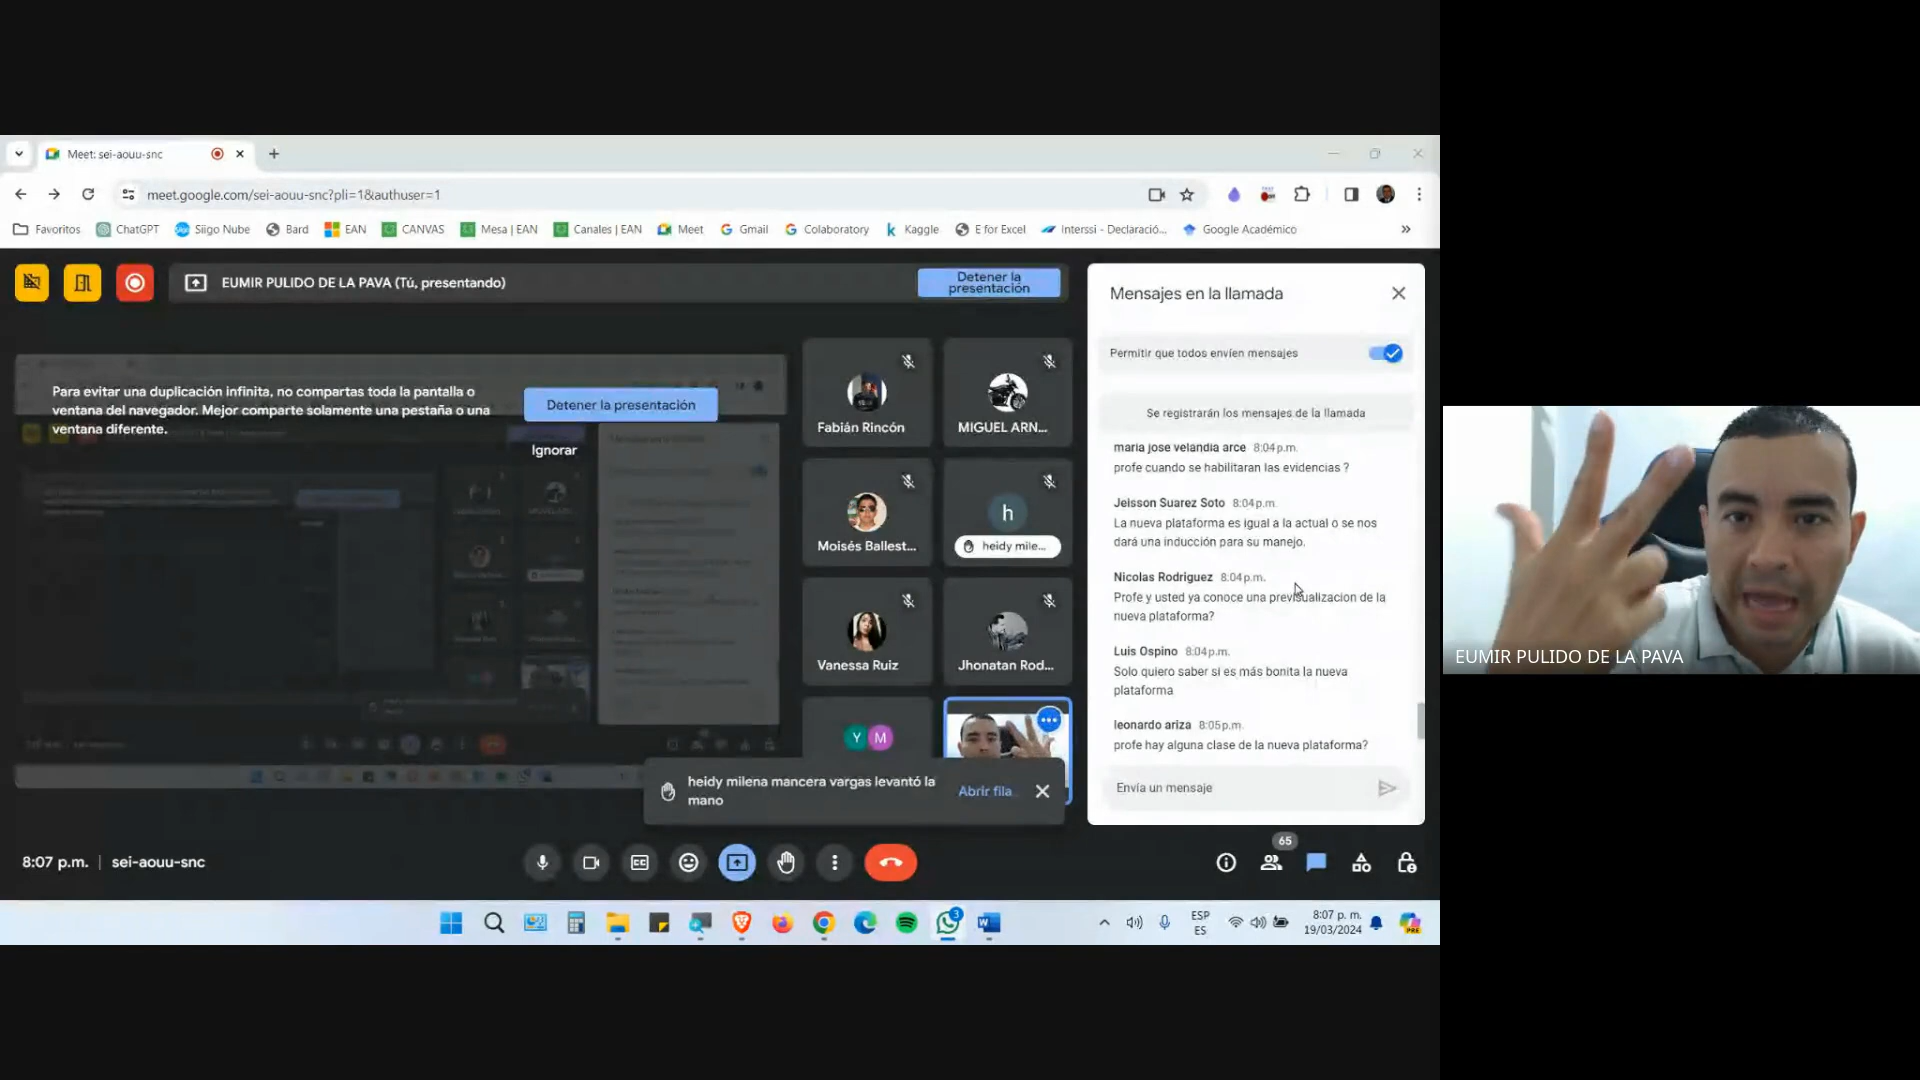 Meet: sei-aouu-snc
meet.google.com/sei-aouu-snc?pli=1&authuser=1
Favoritos ChatGPT Siigo Nube Bard EAN CANVAS Mesa | EAN Canales | EAN Meet Gmail Colaboratory Kaggle E for Excel Interssi - Declaració... Google Académico
EUMIR PULIDO DE LA PAVA (Tú, presentando)
Detener la
presentación
Para evitar una duplicación infinita, no compartas toda la pantalla o
ventana del navegador. Mejor comparte solamente una pestaña o una
ventana diferente.
Detener la presentación
Ignorar
Fabián Rincón
MIGUEL ARN...
Moisés Ballest...
h
heidy mile...
Vanessa Ruiz
Jhonatan Rod...
Y M
heidy milena mancera vargas levantó la
mano
Abrir fila
Mensajes en la llamada
Permitir que todos envíen mensajes
Se registrarán los mensajes de la llamada
maria jose velandia arce 8:04 p.m.
profe cuando se habilitaran las evidencias ?
Jeisson Suarez Soto 8:04 p.m.
La nueva plataforma es igual a la actual o se nos
dará una inducción para su manejo.
Nicolas Rodriguez 8:04 p.m.
Profe y usted ya conoce una previsualizacion de la
nueva plataforma?
Luis Ospino 8:04 p.m.
Solo quiero saber si es más bonita la nueva
plataforma
leonardo ariza 8:05 p.m.
profe hay alguna clase de la nueva plataforma?
Envía un mensaje
8:07 p.m. | sei-aouu-snc
65
3
ESP
ES
8:07 p. m.
19/03/2024
PRE
EUMIR PULIDO DE LA PAVA